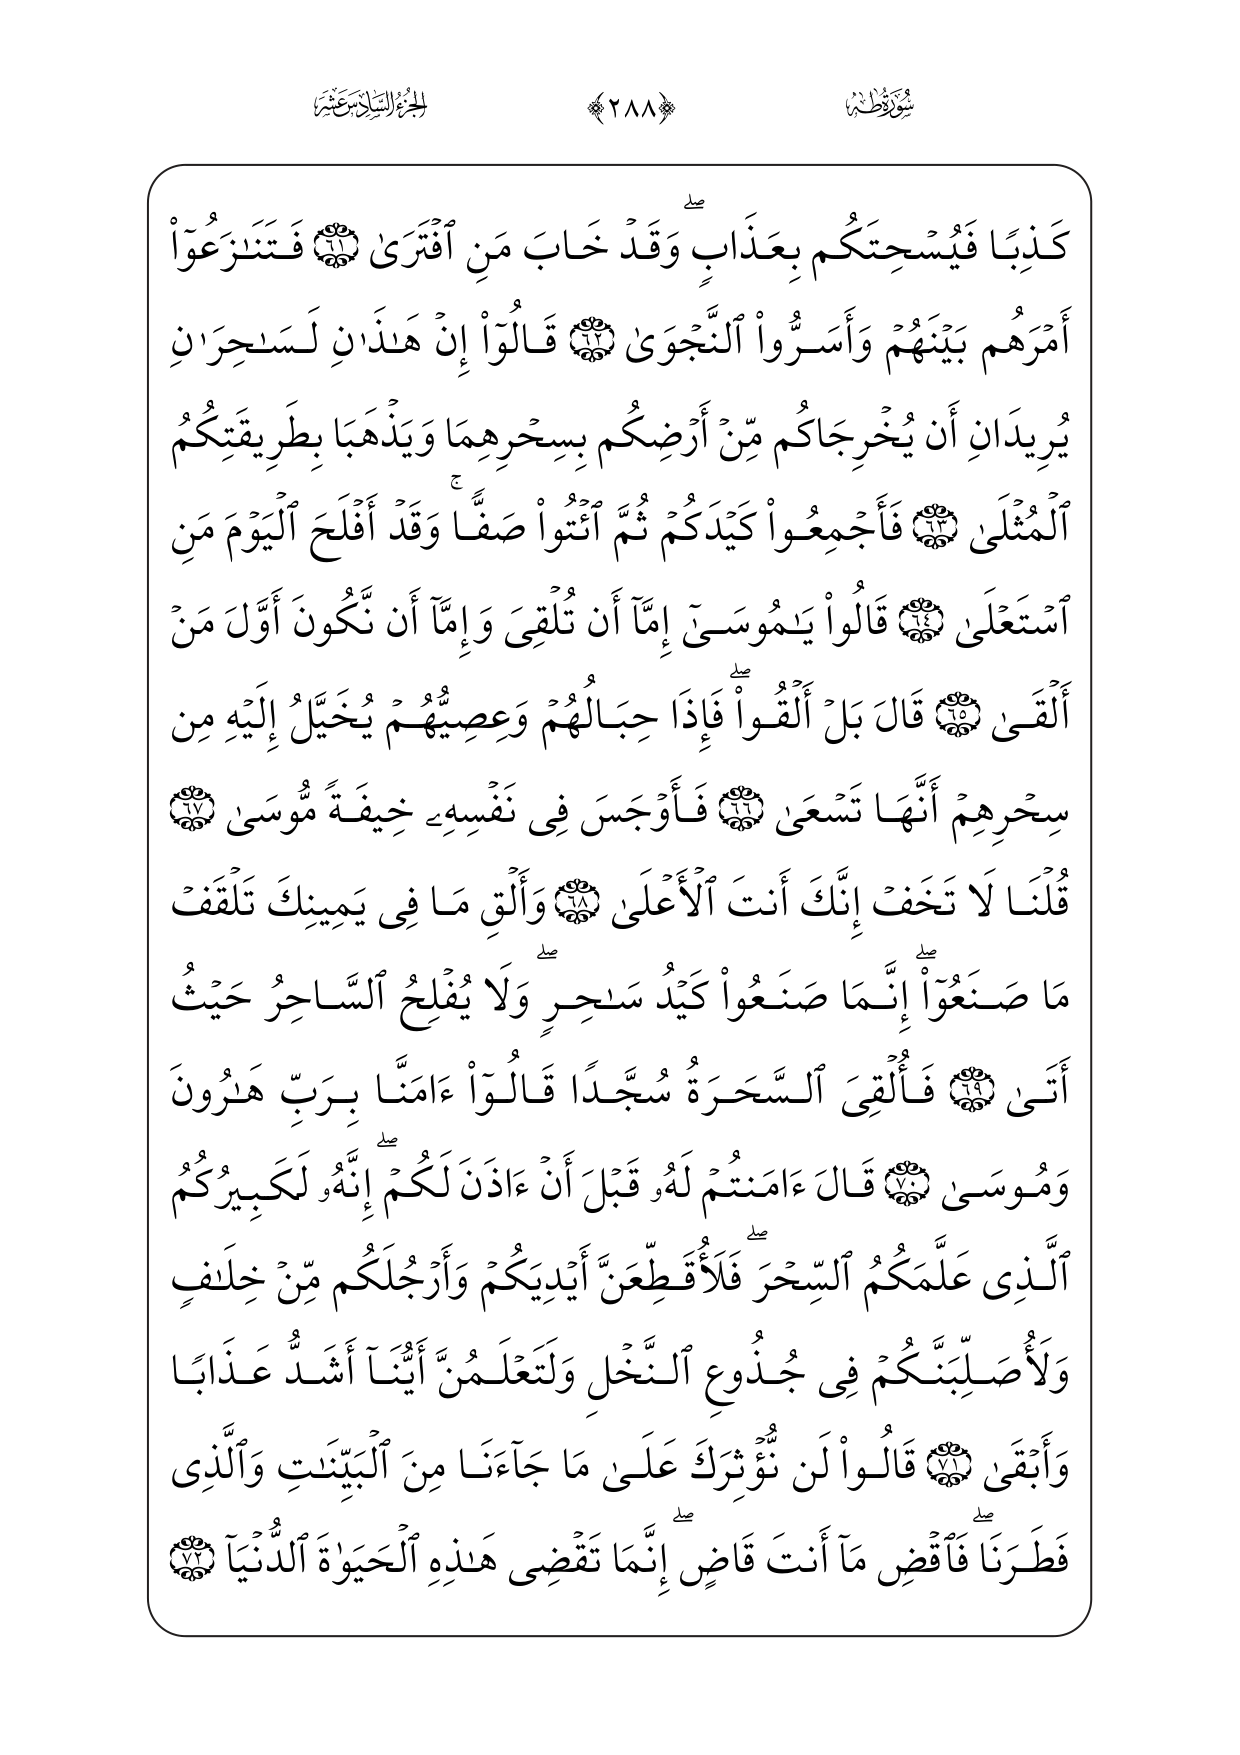 سُورَةُ طه ﴿٢٨٨﴾ الجُزْءُ السَّادِسَ عَشَرَ
كَذِبًا فَيُسْحِتَكُم بِعَذَابٍۖ وَقَدْ خَابَ مَنِ ٱفْتَرَىٰ ٦١ فَتَنَـٰزَعُوٓا۟
أَمْرَهُم بَيْنَهُمْ وَأَسَرُّوا۟ ٱلنَّجْوَىٰ ٦٢ قَالُوٓا۟ إِنْ هَـٰذَٰنِ لَسَـٰحِرَٰنِ
يُرِيدَانِ أَن يُخْرِجَاكُم مِّنْ أَرْضِكُم بِسِحْرِهِمَا وَيَذْهَبَا بِطَرِيقَتِكُمُ
ٱلْمُثْلَىٰ ٦٣ فَأَجْمِعُوا۟ كَيْدَكُمْ ثُمَّ ٱئْتُوا۟ صَفًّاۚ وَقَدْ أَفْلَحَ ٱلْيَوْمَ مَنِ
ٱسْتَعْلَىٰ ٦٤ قَالُوا۟ يَـٰمُوسَىٰٓ إِمَّآ أَن تُلْقِىَ وَإِمَّآ أَن نَّكُونَ أَوَّلَ مَنْ
أَلْقَىٰ ٦٥ قَالَ بَلْ أَلْقُوا۟ۖ فَإِذَا حِبَالُهُمْ وَعِصِيُّهُمْ يُخَيَّلُ إِلَيْهِ مِن
سِحْرِهِمْ أَنَّهَا تَسْعَىٰ ٦٦ فَأَوْجَسَ فِى نَفْسِهِۦ خِيفَةً مُّوسَىٰ ٦٧
قُلْنَا لَا تَخَفْ إِنَّكَ أَنتَ ٱلْأَعْلَىٰ ٦٨ وَأَلْقِ مَا فِى يَمِينِكَ تَلْقَفْ
مَا صَنَعُوٓا۟ۖ إِنَّمَا صَنَعُوا۟ كَيْدُ سَـٰحِرٍۖ وَلَا يُفْلِحُ ٱلسَّاحِرُ حَيْثُ
أَتَىٰ ٦٩ فَأُلْقِىَ ٱلسَّحَرَةُ سُجَّدًا قَالُوٓا۟ ءَامَنَّا بِرَبِّ هَـٰرُونَ
وَمُوسَىٰ ٧٠ قَالَ ءَامَنتُمْ لَهُۥ قَبْلَ أَنْ ءَاذَنَ لَكُمْۖ إِنَّهُۥ لَكَبِيرُكُمُ
ٱلَّذِى عَلَّمَكُمُ ٱلسِّحْرَۖ فَلَأُقَطِّعَنَّ أَيْدِيَكُمْ وَأَرْجُلَكُم مِّنْ خِلَـٰفٍ
وَلَأُصَلِّبَنَّكُمْ فِى جُذُوعِ ٱلنَّخْلِ وَلَتَعْلَمُنَّ أَيُّنَآ أَشَدُّ عَذَابًا
وَأَبْقَىٰ ٧١ قَالُوا۟ لَن نُّؤْثِرَكَ عَلَىٰ مَا جَآءَنَا مِنَ ٱلْبَيِّنَـٰتِ وَٱلَّذِى
فَطَرَنَاۖ فَٱقْضِ مَآ أَنتَ قَاضٍۖ إِنَّمَا تَقْضِى هَـٰذِهِ ٱلْحَيَوٰةَ ٱلدُّنْيَآ ٧٢